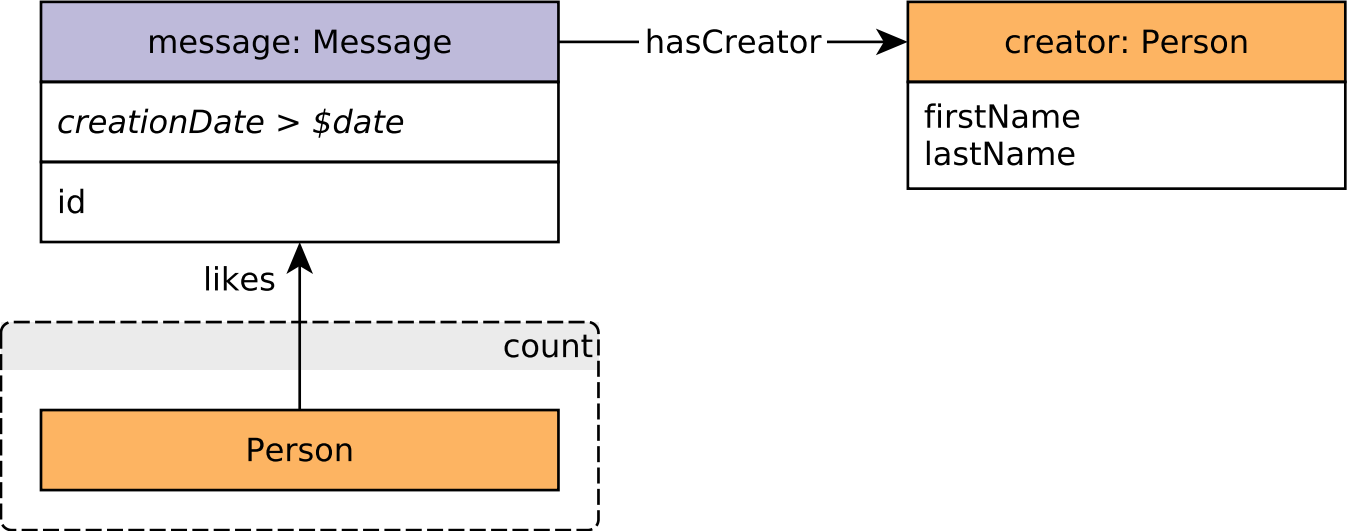 message: Message
hasCreator
creator: Person
creationDate > $date
firstName
lastName
id
likes
count
Person